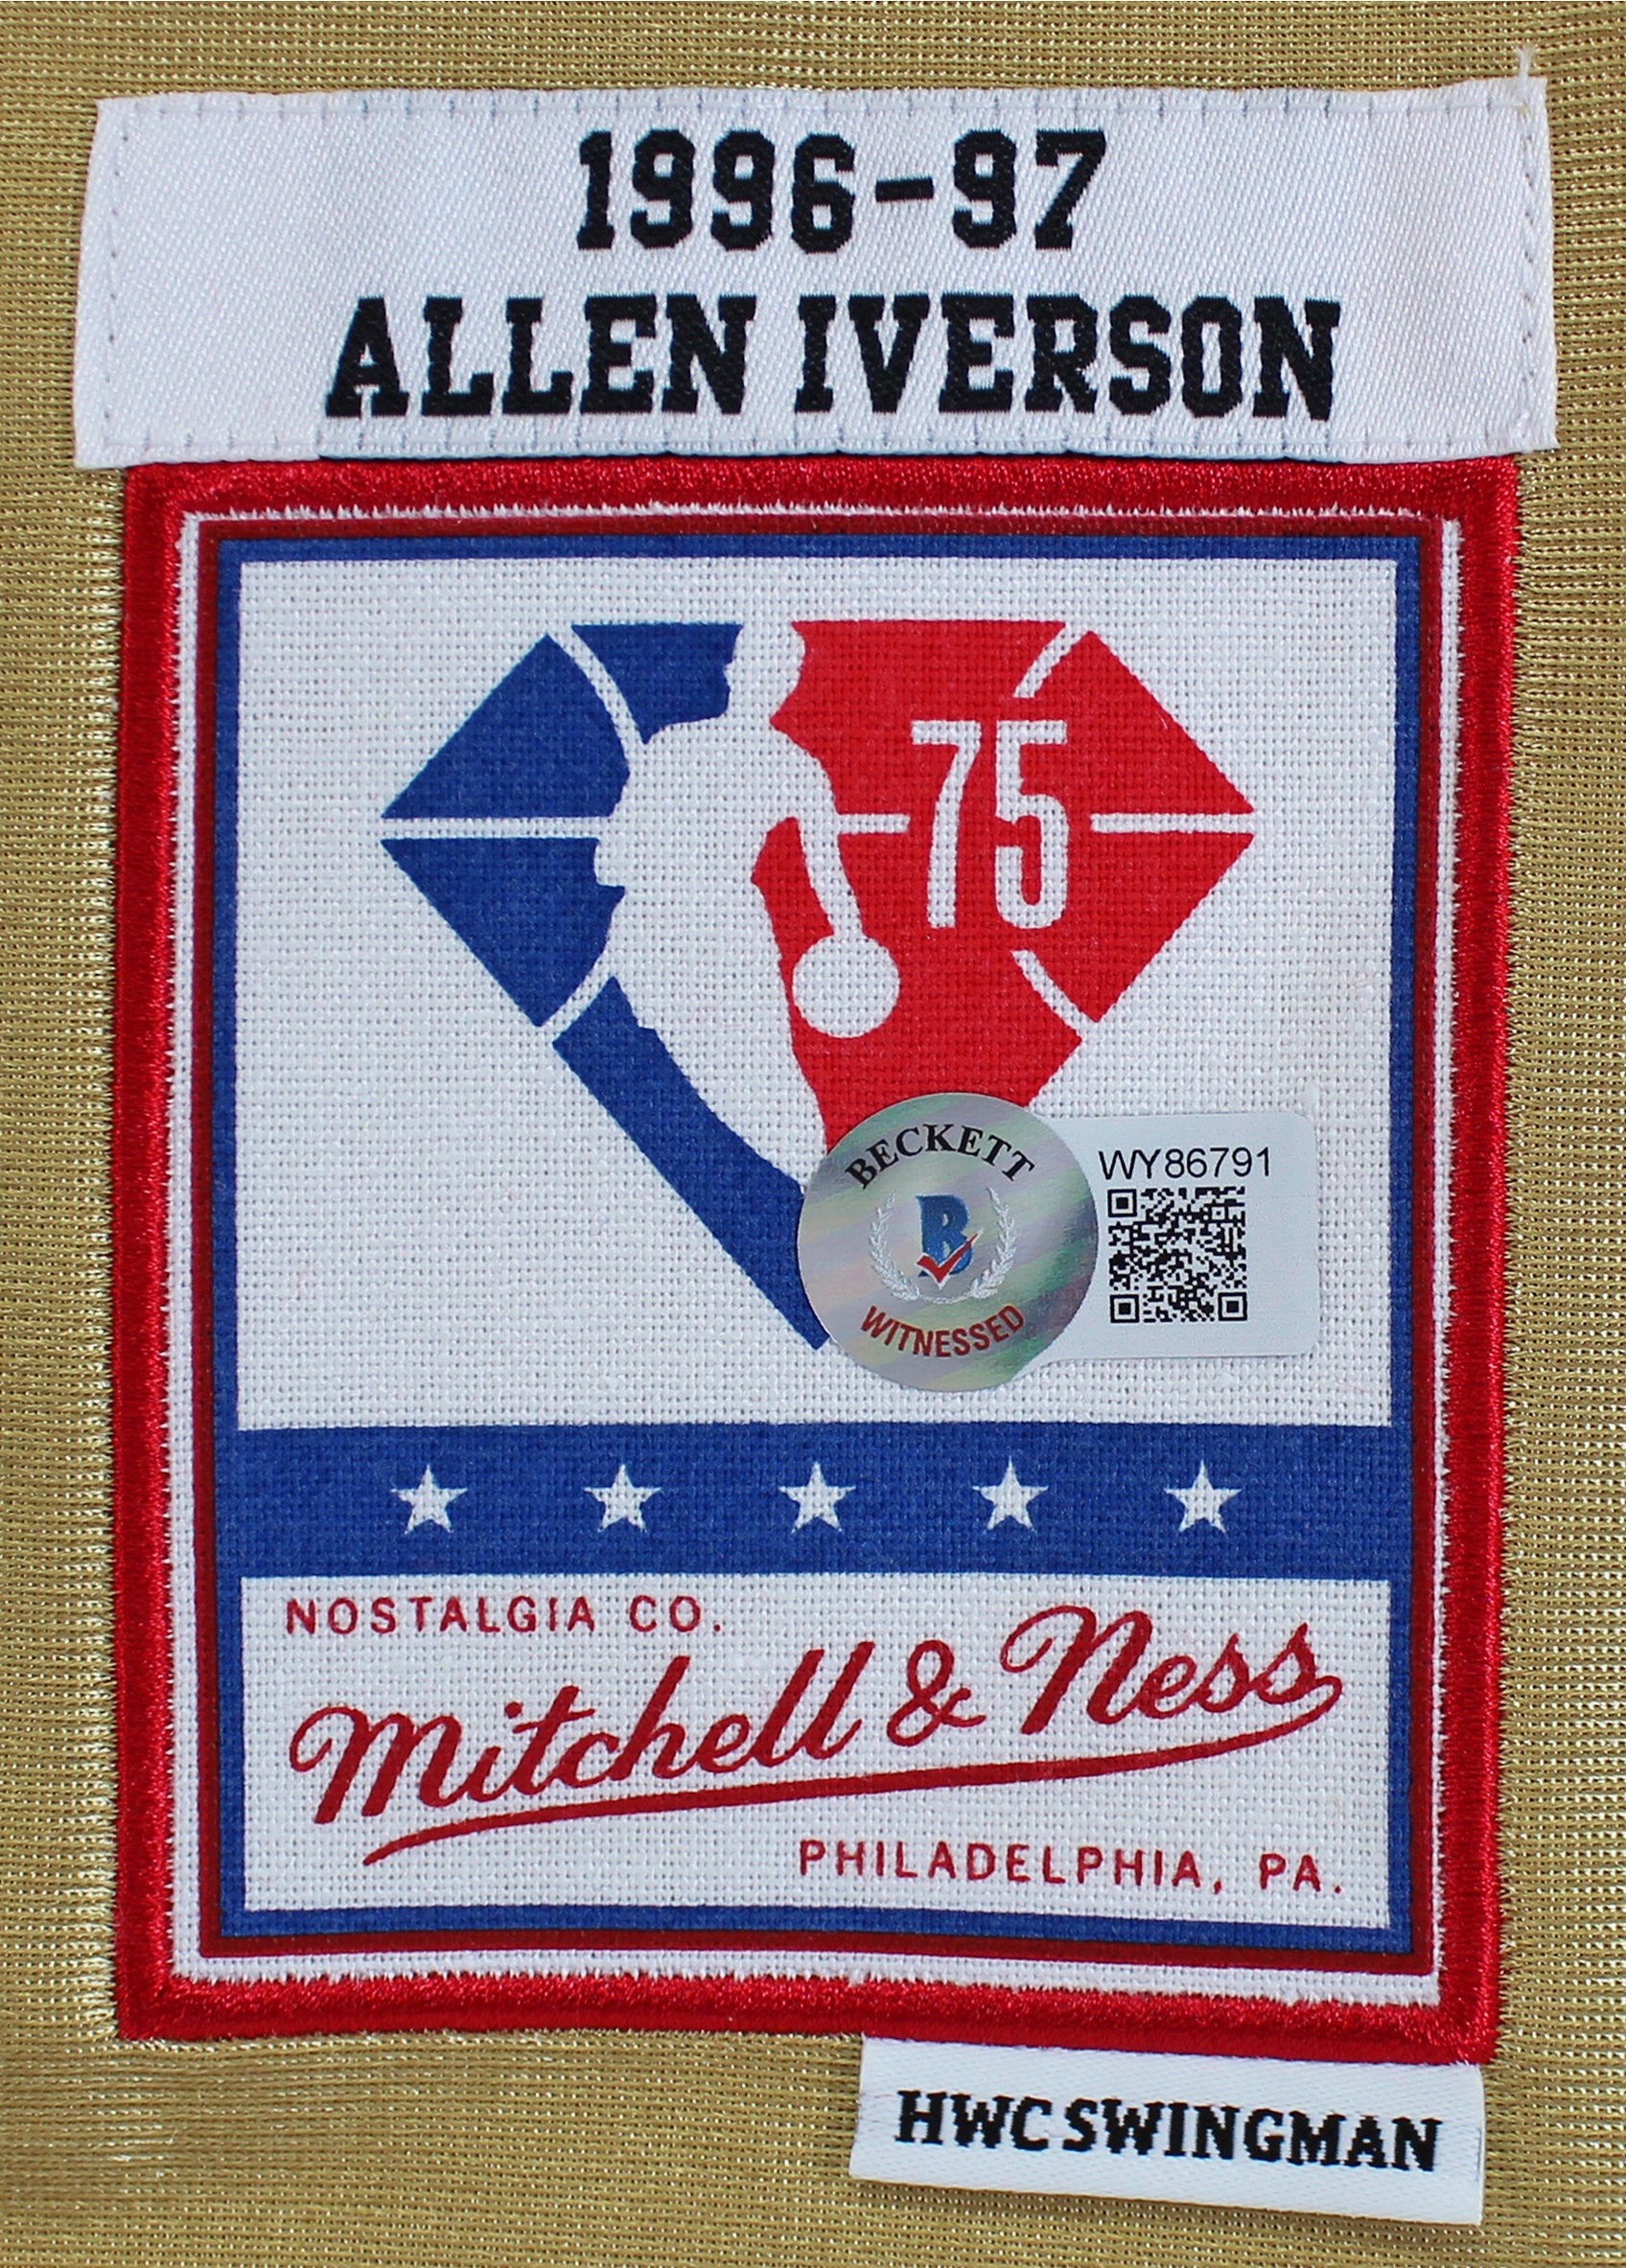 1996-97
ALLEN IVERSON
75
BECKETT
B
WITNESSED
WY86791
NOSTALGIA CO.
Mitchell & Ness
PHILADELPHIA, PA.
HWC SWINGMAN